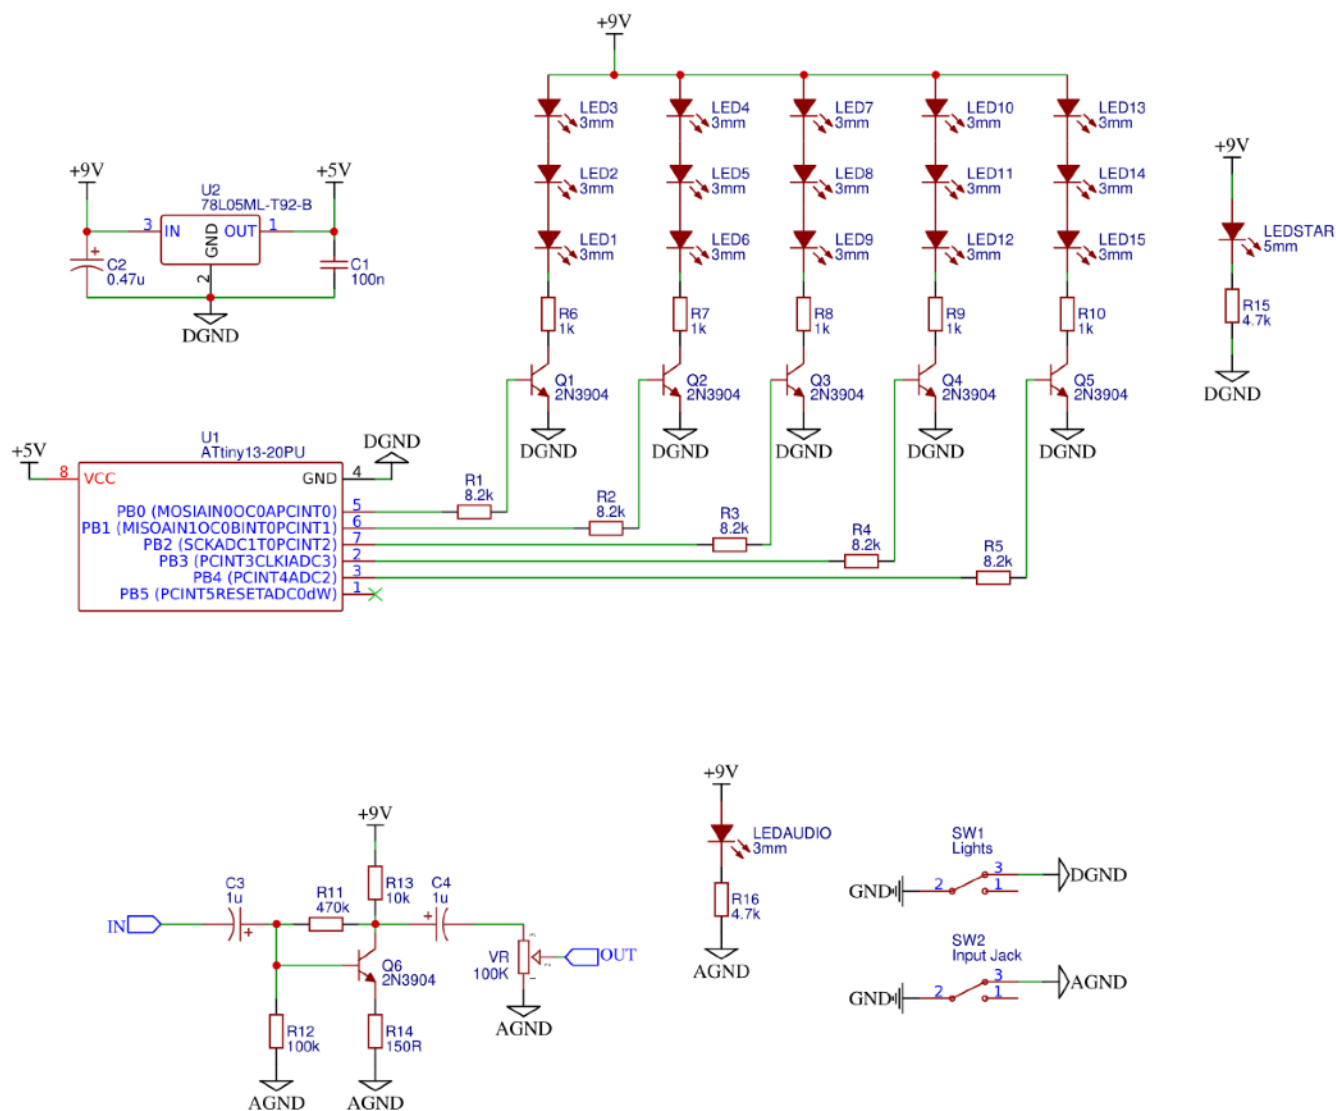 +9V
LED3
3mm
LED4
3mm
LED7
3mm
LED10
3mm
LED13
3mm
LED2
3mm
LED5
3mm
LED8
3mm
LED11
3mm
LED14
3mm
LED1
3mm
LED6
3mm
LED9
3mm
LED12
3mm
LED15
3mm
R6
1k
R7
1k
R8
1k
R9
1k
R10
1k
Q1
2N3904
Q2
2N3904
Q3
2N3904
Q4
2N3904
Q5
2N3904
DGND
DGND
DGND
DGND
DGND
+9V
LEDSTAR
5mm
R15
4.7k
DGND
+9V
+5V
U2
78L05ML-T92-B
3 IN GND OUT 1
2
C2
0.47u
C1
100n
DGND
U1
ATtiny13-20PU
+5V
DGND
8 VCC
GND 4
PB0 (MOSIAIN0OC0APCINT0) 5
PB1 (MISOAIN1OC0BINT0PCINT1) 6
PB2 (SCKADC1T0PCINT2) 7
PB3 (PCINT3CLKIADC3) 2
PB4 (PCINT4ADC2) 3
PB5 (PCINT5RESETADC0dW) 1
R1
8.2k
R2
8.2k
R3
8.2k
R4
8.2k
R5
8.2k
+9V
C3
1u
R11
470k
R13
10k
C4
1u
IN
Q6
2N3904
VR
100K
OUT
R12
100k
R14
150R
AGND
AGND
AGND
+9V
LEDAUDIO
3mm
R16
4.7k
AGND
SW1
Lights
GND 2 3 1 DGND
SW2
Input Jack
GND 2 3 1 AGND